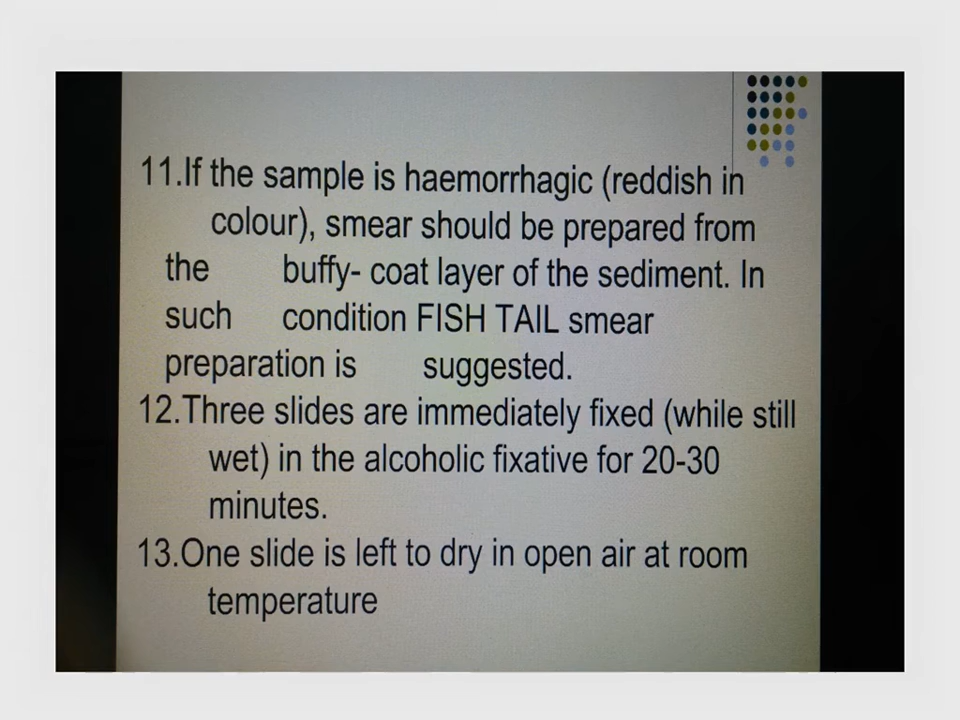 11.If the sample is haemorrhagic (reddish in
colour), smear should be prepared from
the buffy- coat layer of the sediment. In
such condition FISH TAIL smear
preparation is suggested.
12.Three slides are immediately fixed (while still
wet) in the alcoholic fixative for 20-30
minutes.
13.One slide is left to dry in open air at room
temperature